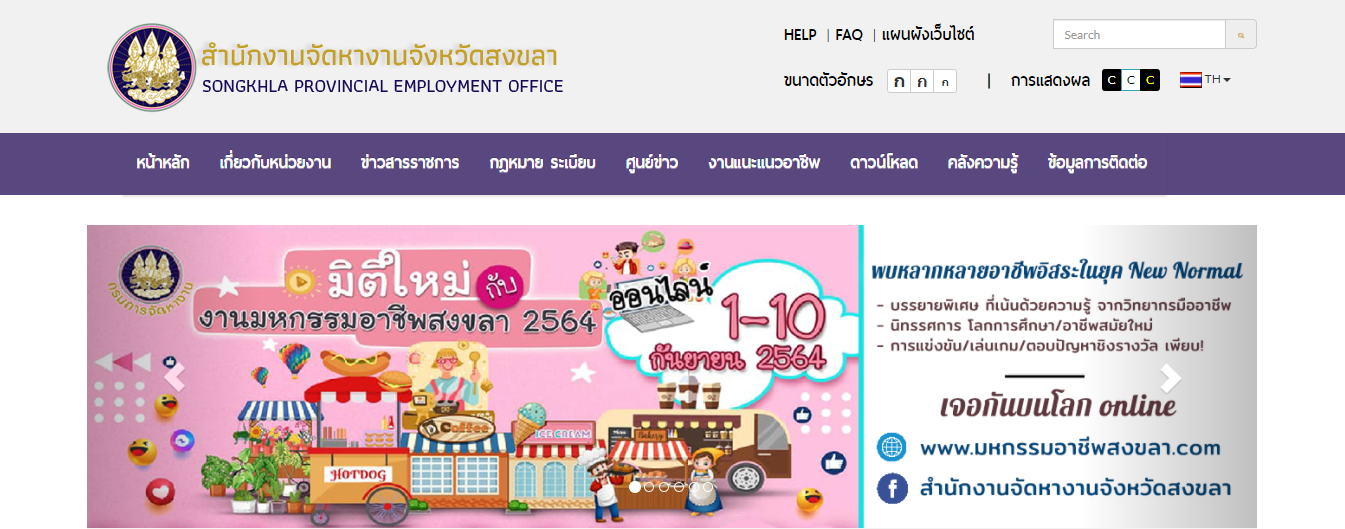 HELP | FAQ | แผนผังเว็บไซต์
Search
สำนักงานจัดหางานจังหวัดสงขลา
SONGKHLA PROVINCIAL EMPLOYMENT OFFICE
ขนาดตัวอักษร ก ก ก | การแสดงผล C C C TH
หน้าหลัก เกี่ยวกับหน่วยงาน ข่าวสารราชการ กฎหมาย ระเบียบ ศูนย์ข่าว งานแนะแนวอาชีพ ดาวน์โหลด คลังความรู้ ข้อมูลการติดต่อ
กรมการจัดหางาน
มิติใหม่ กับ
งานมหกรรมอาชีพสงขลา 2564
ออนไลน์
1-10
กันยายน 2564
Coffee
ICE CREAM
Bakery
HOTDOG
พบหลากหลายอาชีพอิสระในยุค New Normal
- บรรยายพิเศษ ที่เน้นด้วยความรู้ จากวิทยากรมืออาชีพ
- นิทรรศการ โลกการศึกษา/อาชีพสมัยใหม่
- การแข่งขัน/เล่นเกม/ตอบปัญหาชิงรางวัล เพียบ!
เจอกันบนโลก online
www.มหกรรมอาชีพสงขลา.com
สำนักงานจัดหางานจังหวัดสงขลา